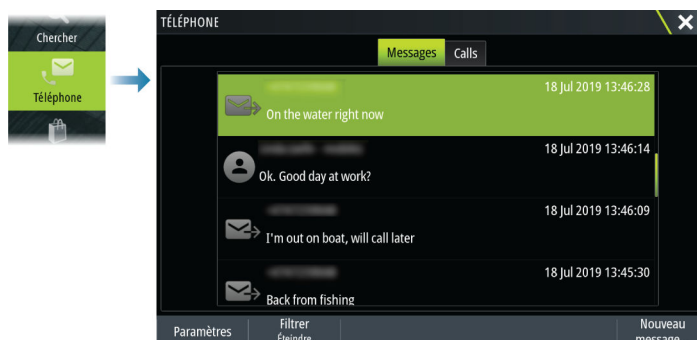 Chercher
Téléphone
TÉLÉPHONE
Messages Calls
18 Jul 2019 13:46:28
On the water right now
18 Jul 2019 13:46:14
Ok. Good day at work?
18 Jul 2019 13:46:09
I'm out on boat, will call later
18 Jul 2019 13:45:30
Back from fishing
Paramètres
Filtrer
Éteindre
Nouveau
message